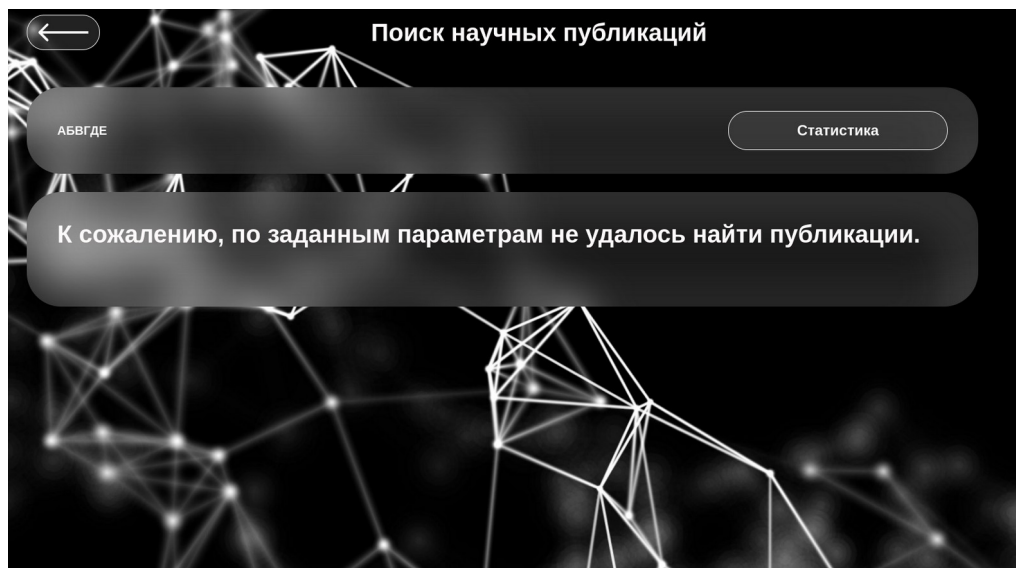 Поиск научных публикаций
АБВГДЕ
Статистика
К сожалению, по заданным параметрам не удалось найти публикации.